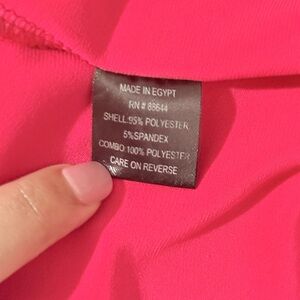 MADE IN EGYPT
RN # 88644
SHELL:95% POLYESTER
5%SPANDEX
COMBO 100% POLYESTER
CARE ON REVERSE